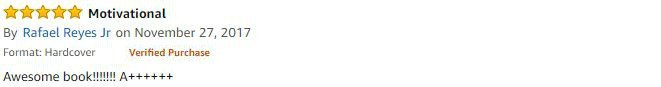 Motivational
By Rafael Reyes Jr on November 27, 2017
Format: Hardcover Verified Purchase
Awesome book!!!!!!! A++++++